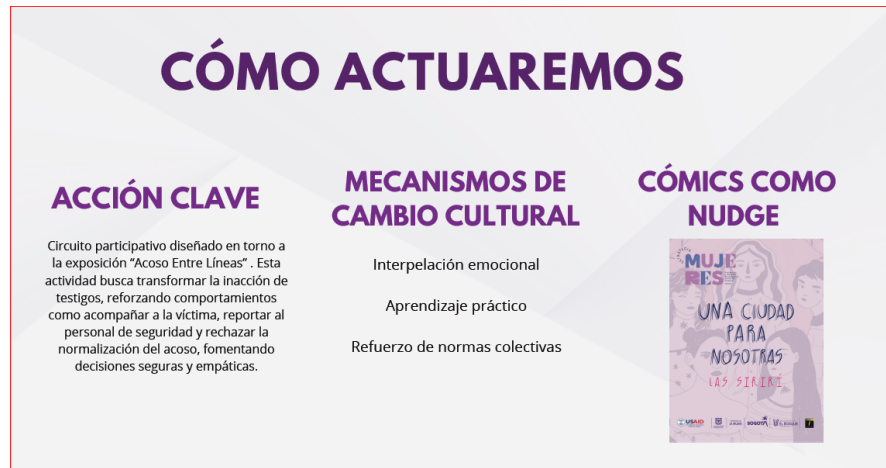 CÓMO ACTUAREMOS
ACCIÓN CLAVE
Circuito participativo diseñado en torno a
la exposición “Acoso Entre Líneas” . Esta
actividad busca transformar la inacción de
testigos, reforzando comportamientos
como acompañar a la víctima, reportar al
personal de seguridad y rechazar la
normalización del acoso, fomentando
decisiones seguras y empáticas.
MECANISMOS DE
CAMBIO CULTURAL
Interpelación emocional
Aprendizaje práctico
Refuerzo de normas colectivas
CÓMICS COMO
NUDGE
MUJE
RES
UNA CIUDAD
PARA
NOSOTRAS
LAS SIRIRÍ
USAID
BOGOTÁ